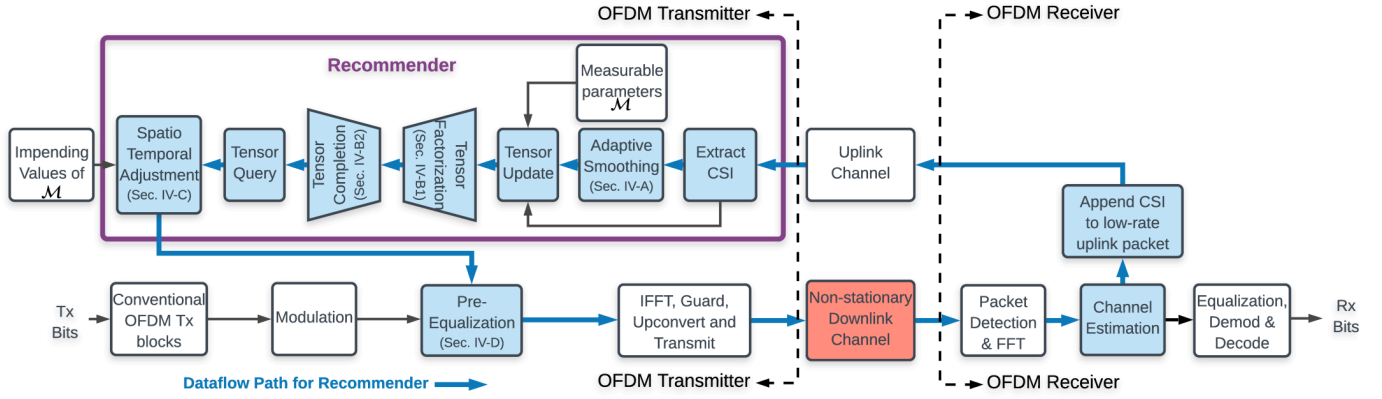 OFDM Transmitter
OFDM Receiver
Recommender
Measurable
parameters
ℳ
Impending
Values of
ℳ
Spatio
Temporal
Adjustment
(Sec. IV-C)
Tensor
Query
Tensor
Completion
(Sec. IV-B2)
Tensor
Factorization
(Sec. IV-B1)
Tensor
Update
Adaptive
Smoothing
(Sec. IV-A)
Extract
CSI
Uplink
Channel
Append CSI
to low-rate
uplink packet
Tx
Bits
Conventional
OFDM Tx
blocks
Modulation
Pre-
Equalization
(Sec. IV-D)
IFFT, Guard,
Upconvert and
Transmit
Non-stationary
Downlink
Channel
Packet
Detection
& FFT
Channel
Estimation
Equalization,
Demod &
Decode
Rx
Bits
Dataflow Path for Recommender
OFDM Transmitter
OFDM Receiver